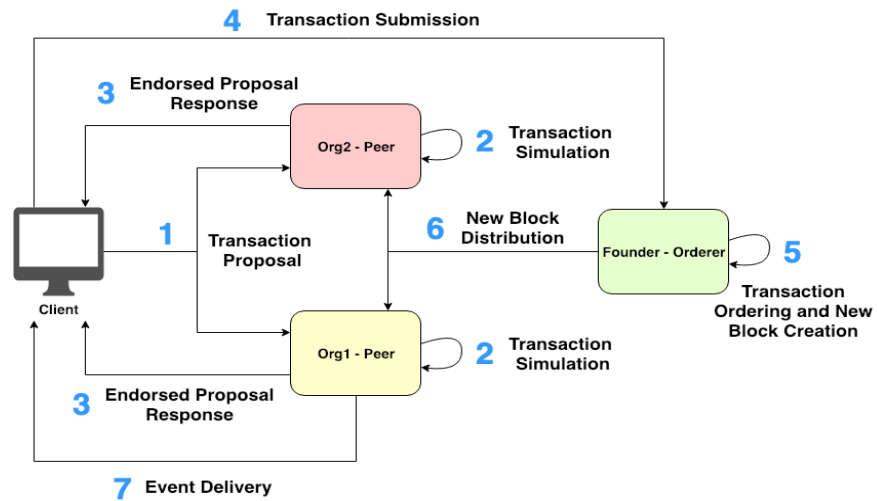 4 Transaction Submission
3 Endorsed Proposal
Response
Org2 - Peer
2 Transaction
Simulation
1 Transaction
Proposal
6 New Block
Distribution
Founder - Orderer
5
Transaction
Ordering and New
Block Creation
Client
Org1 - Peer
2 Transaction
Simulation
3 Endorsed Proposal
Response
7 Event Delivery